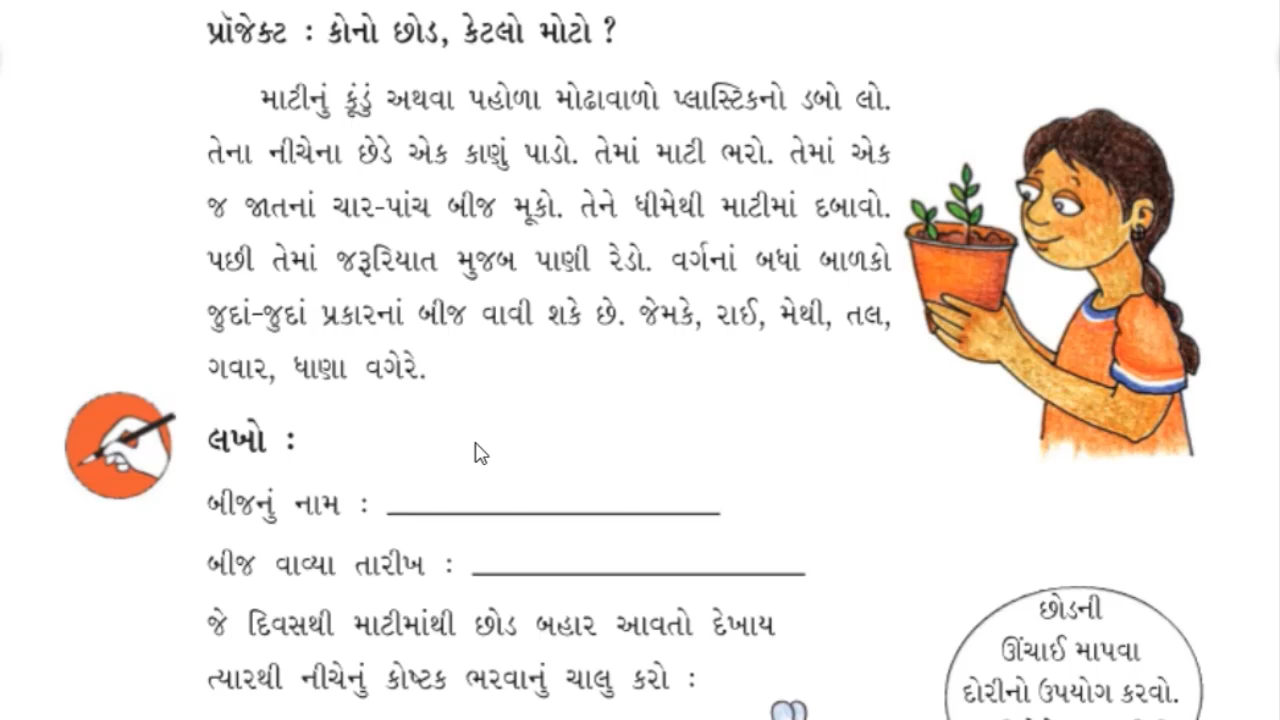 પ્રૉજેક્ટ : કોનો છોડ, કેટલો મોટો ?
માટીનું કૂંડું અથવા પહોળા મોઢાવાળો પ્લાસ્ટિકનો ડબો લો.
તેના નીચેના છેડે એક કાણું પાડો. તેમાં માટી ભરો. તેમાં એક
જ જાતનાં ચાર-પાંચ બીજ મૂકો. તેને ધીમેથી માટીમાં દબાવો.
પછી તેમાં જરૂરિયાત મુજબ પાણી રેડો. વર્ગનાં બધાં બાળકો
જુદાં-જુદાં પ્રકારનાં બીજ વાવી શકે છે. જેમકે, રાઈ, મેથી, તલ,
ગવાર, ધાણા વગેરે.
લખો :
બીજનું નામ :
બીજ વાવ્યા તારીખ :
જે દિવસથી માટીમાંથી છોડ બહાર આવતો દેખાય
ત્યારથી નીચેનું કોષ્ટક ભરવાનું ચાલુ કરો :
છોડની
ઊંચાઈ માપવા
દોરીનો ઉપયોગ કરવો.